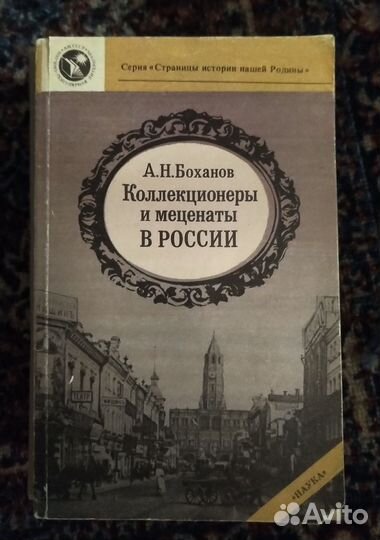 Серия «Страницы истории нашей Родины»
А.Н.Боханов
Коллекционеры
и меценаты
В РОССИИ
«НАУКА»
Avito